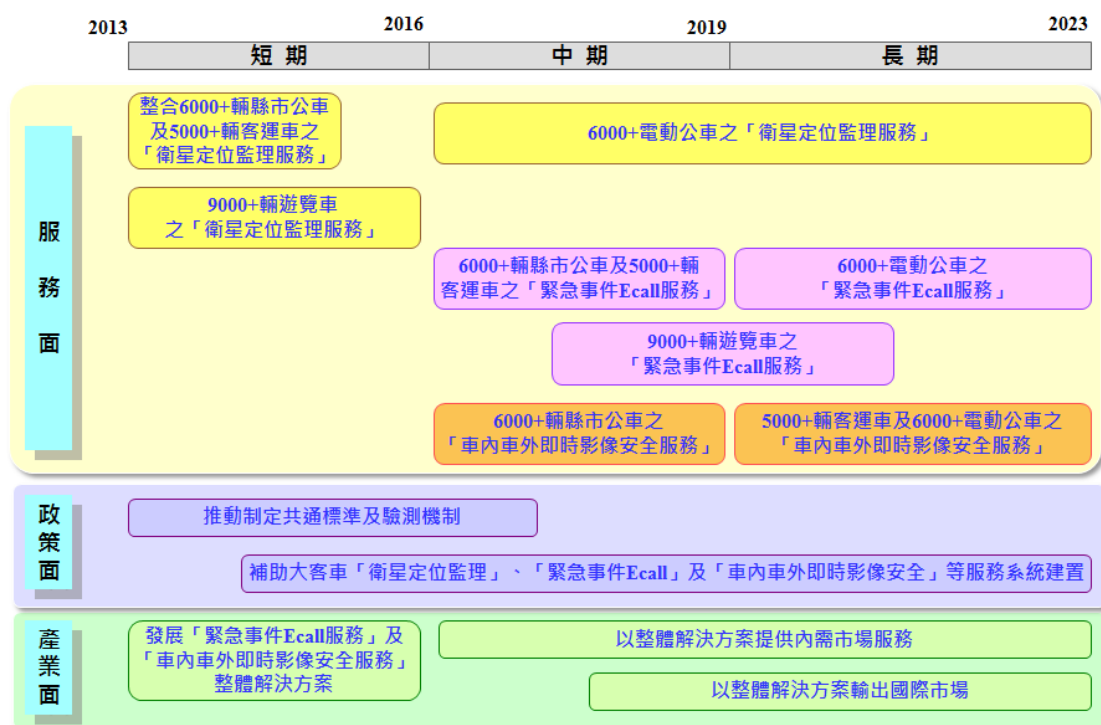 2013
2016
2019
2023
短 期
中 期
長 期
服
務
面
整合6000+輛縣市公車
及5000+輛客運車之
「衛星定位監理服務」
6000+電動公車之「衛星定位監理服務」
9000+輛遊覽車
之「衛星定位監理服務」
6000+輛縣市公車及5000+輛
客運車之「緊急事件Ecall服務」
6000+電動公車之
「緊急事件Ecall服務」
9000+輛遊覽車之
「緊急事件Ecall服務」
6000+輛縣市公車之
「車內車外即時影像安全服務」
5000+輛客運車及6000+電動公車之
「車內車外即時影像安全服務」
政
策
面
推動制定共通標準及驗測機制
補助大客車「衛星定位監理」、「緊急事件Ecall」及「車內車外即時影像安全」等服務系統建置
產
業
面
發展「緊急事件Ecall服務」及
「車內車外即時影像安全服務」
整體解決方案
以整體解決方案提供內需市場服務
以整體解決方案輸出國際市場